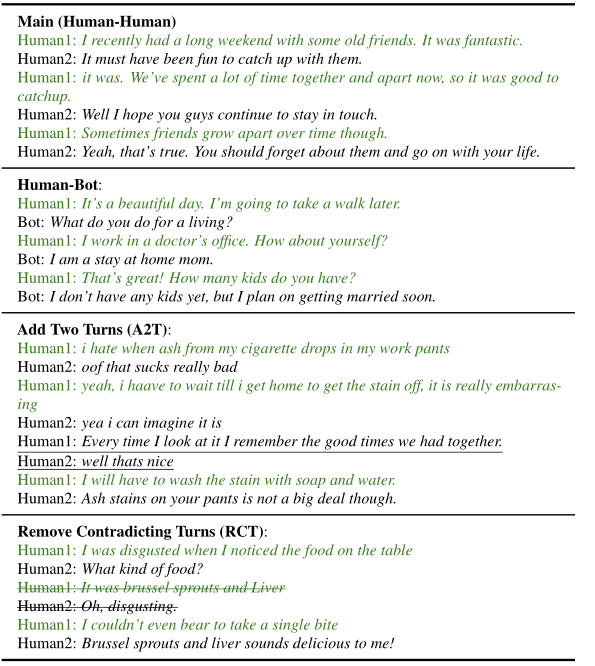 Main (Human-Human)
Human1: I recently had a long weekend with some old friends. It was fantastic.
Human2: It must have been fun to catch up with them.
Human1: it was. We've spent a lot of time together and apart now, so it was good to
catchup.
Human2: Well I hope you guys continue to stay in touch.
Human1: Sometimes friends grow apart over time though.
Human2: Yeah, that's true. You should forget about them and go on with your life.
Human-Bot:
Human1: It's a beautiful day. I'm going to take a walk later.
Bot: What do you do for a living?
Human1: I work in a doctor's office. How about yourself?
Bot: I am a stay at home mom.
Human1: That's great! How many kids do you have?
Bot: I don't have any kids yet, but I plan on getting married soon.
Add Two Turns (A2T):
Human1: i hate when ash from my cigarette drops in my work pants
Human2: oof that sucks really bad
Human1: yeah, i haave to wait till i get home to get the stain off, it is really embarras-
ing
Human2: yea i can imagine it is
Human1: Every time I look at it I remember the good times we had together.
Human2: well thats nice
Human1: I will have to wash the stain with soap and water.
Human2: Ash stains on your pants is not a big deal though.
Remove Contradicting Turns (RCT):
Human1: I was disgusted when I noticed the food on the table
Human2: What kind of food?
Human1: It was brussel sprouts and Liver
Human2: Oh, disgusting.
Human1: I couldn't even bear to take a single bite
Human2: Brussel sprouts and liver sounds delicious to me!